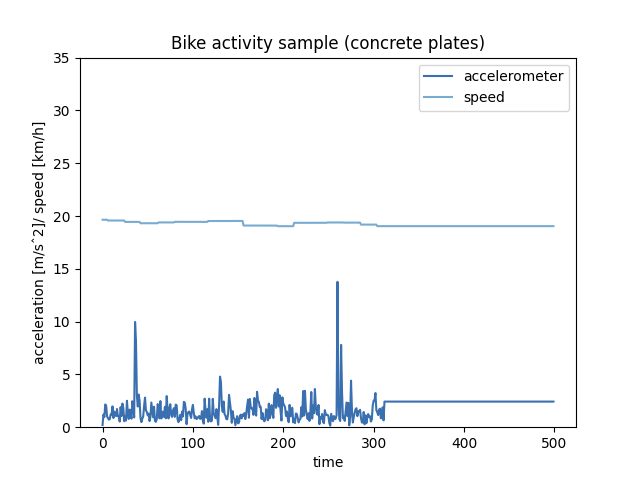 Bike activity sample (concrete plates)
acceleration [m/s^2]/ speed [km/h]
35
30
25
20
15
10
5
0
accelerometer
speed
0 100 200 300 400 500
time